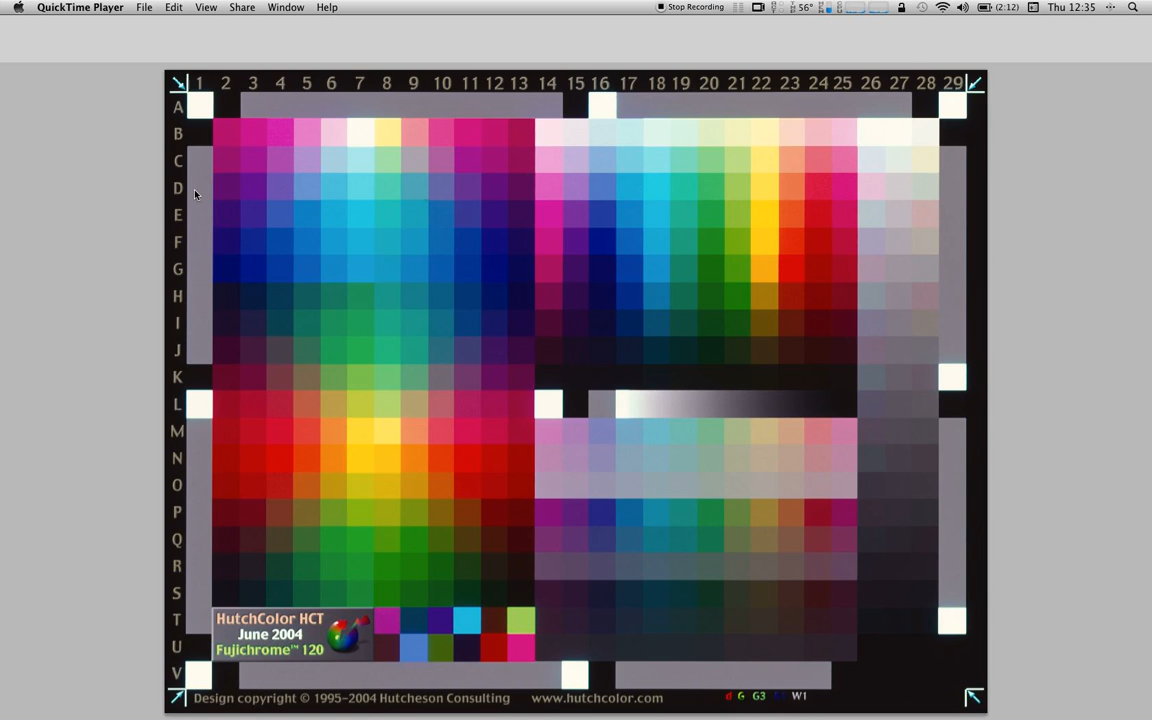 QuickTime Player File Edit View Share Window Help Stop Recording 56° (2:12) Thu 12:35
1 2 3 4 5 6 7 8 9 10 11 12 13 14 15 16 17 18 19 20 21 22 23 24 25 26 27 28 29
A
B
C
D
E
F
G
H
I
J
K
L
M
N
O
P
Q
R
S
T
U
V
HutchColor HCT
June 2004
Fujichrome™ 120
Design copyright © 1995-2004 Hutcheson Consulting www.hutchcolor.com
d G G3 W1